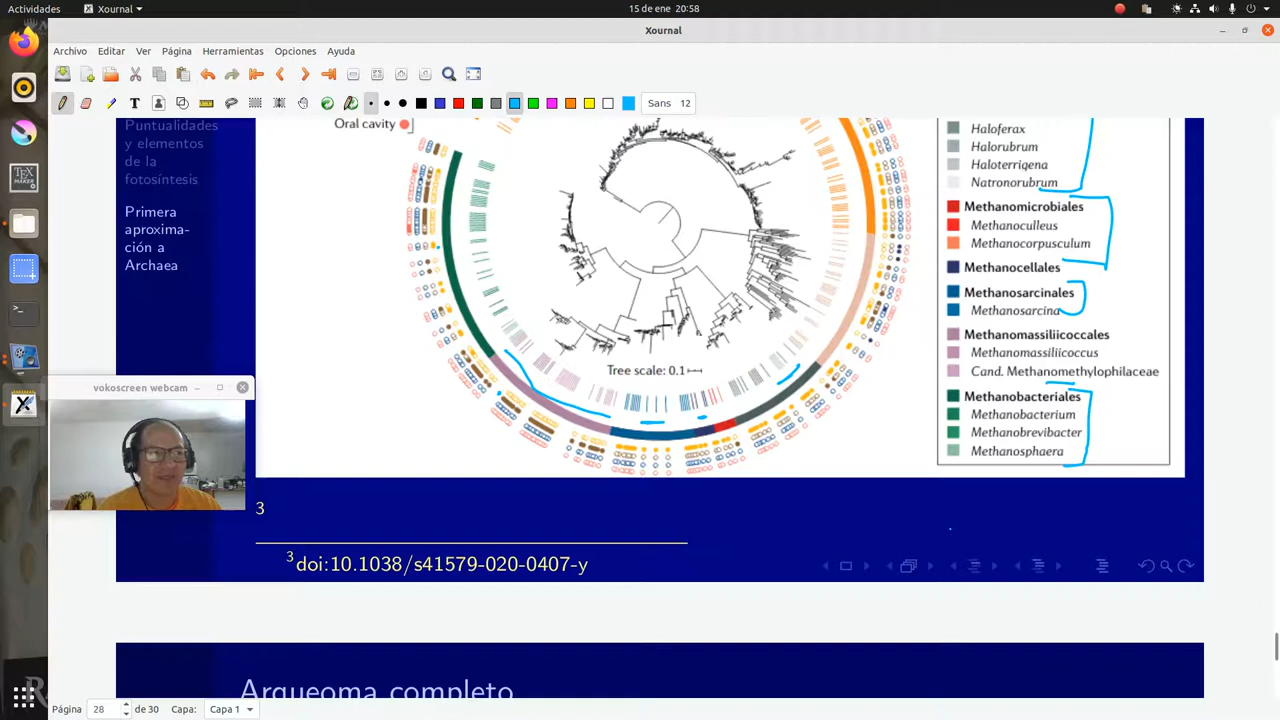 Actividades
Xournal
15 de ene 20:58
Xournal
Archivo Editar Ver Página Herramientas Opciones Ayuda
Sans 12
Puntualidades
y elementos
de la
fotosíntesis
Primera
aproxima-
ción a
Archaea
Oral cavity
Tree scale: 0.1
Haloferax
Halorubrum
Haloterrigena
Natronorubrum
Methanomicrobiales
Methanoculleus
Methanocorpusculum
Methanocellales
Methanosarcinales
Methanosarcina
Methanomassiliicoccales
Methanomassiliicoccus
Cand. Methanomethylophilaceae
Methanobacteriales
Methanobacterium
Methanobrevibacter
Methanosphaera
vokoscreen webcam
3
3doi:10.1038/s41579-020-0407-y
Arqueoma completo
Página 28 de 30 Capa: Capa 1